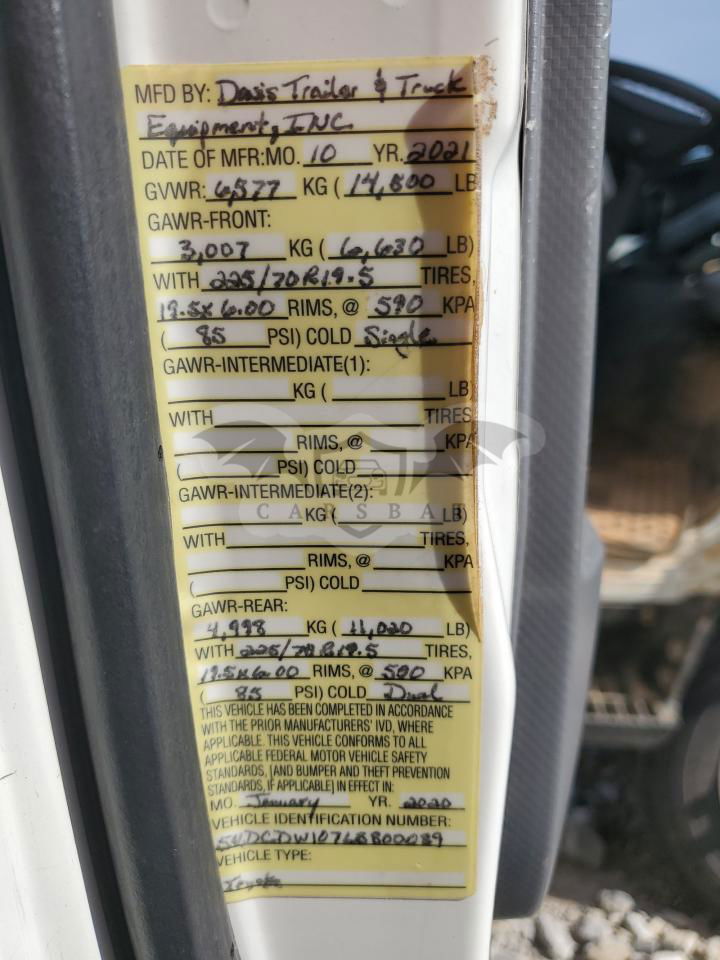 MFD BY: Dasis Trailer & Truck
Equipment, INC
DATE OF MFR:MO. 10 YR. 2021
GVWR: 6,577 KG ( 14,500 LB
GAWR-FRONT:
3,007 KG ( 6,630 LB)
WITH 225/70R19.5 TIRES,
19.5x6.00 RIMS, @ 590 KPA
( 85 PSI) COLD Single
GAWR-INTERMEDIATE(1):
KG ( LB
WITH TIRES
RIMS, @ KPA
( PSI) COLD
GAWR-INTERMEDIATE(2):
CARSBA
KG ( LB)
WITH TIRES,
RIMS, @ KPA
( PSI) COLD
GAWR-REAR:
4,998 KG ( 11,020 LB)
WITH 225/70R19.5 TIRES,
19.5x6.00 RIMS, @ 590 KPA
( 85 PSI) COLD Dual
THIS VEHICLE HAS BEEN COMPLETED IN ACCORDANCE
WITH THE PRIOR MANUFACTURERS' IVD, WHERE
APPLICABLE. THIS VEHICLE CONFORMS TO ALL
APPLICABLE FEDERAL MOTOR VEHICLE SAFETY
STANDARDS, [AND BUMPER AND THEFT PREVENTION
STANDARDS, IF APPLICABLE] IN EFFECT IN:
MO. January YR. 2020
VEHICLE IDENTIFICATION NUMBER:
VEHICLE TYPE: